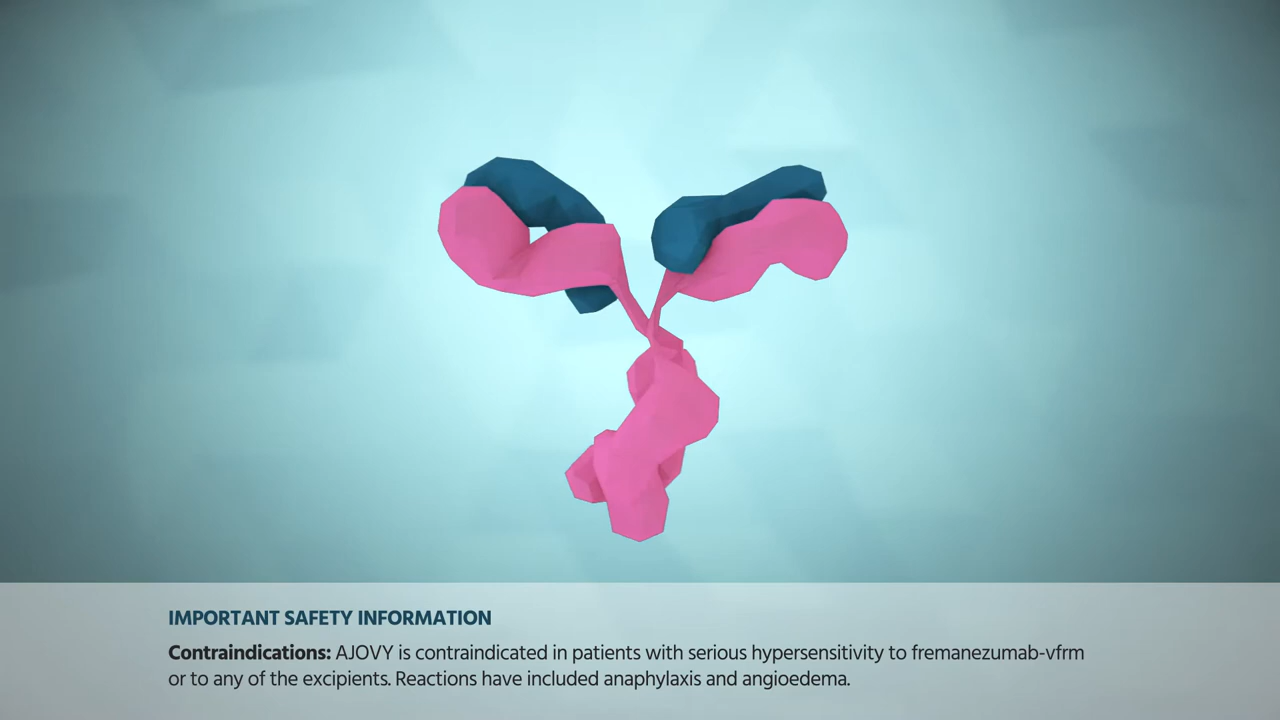 IMPORTANT SAFETY INFORMATION
Contraindications: AJOVY is contraindicated in patients with serious hypersensitivity to fremanezumab-vfrm
or to any of the excipients. Reactions have included anaphylaxis and angioedema.